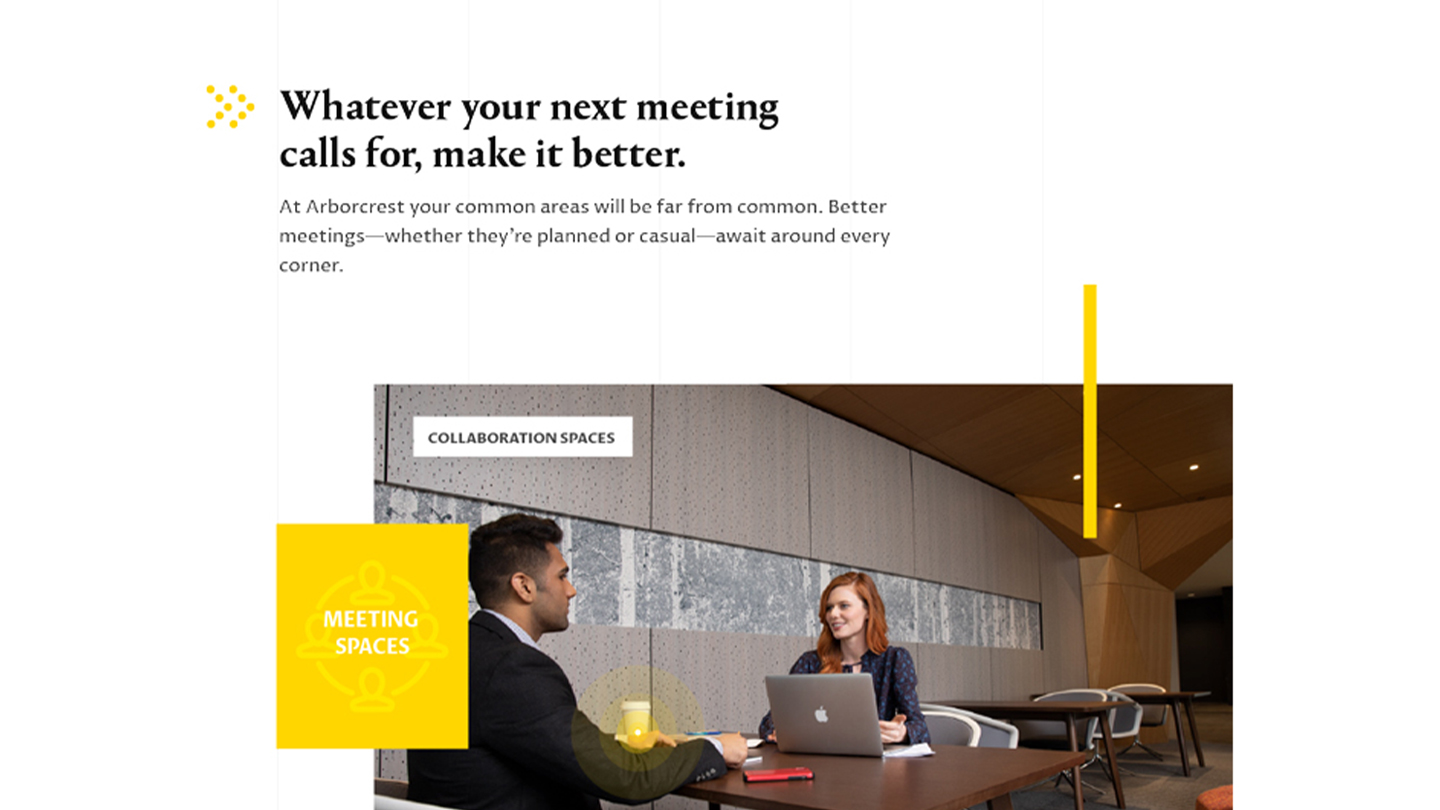 Whatever your next meeting
calls for, make it better.
At Arborcrest your common areas will be far from common. Better
meetings—whether they're planned or casual—await around every
corner.
COLLABORATION SPACES
MEETING
SPACES